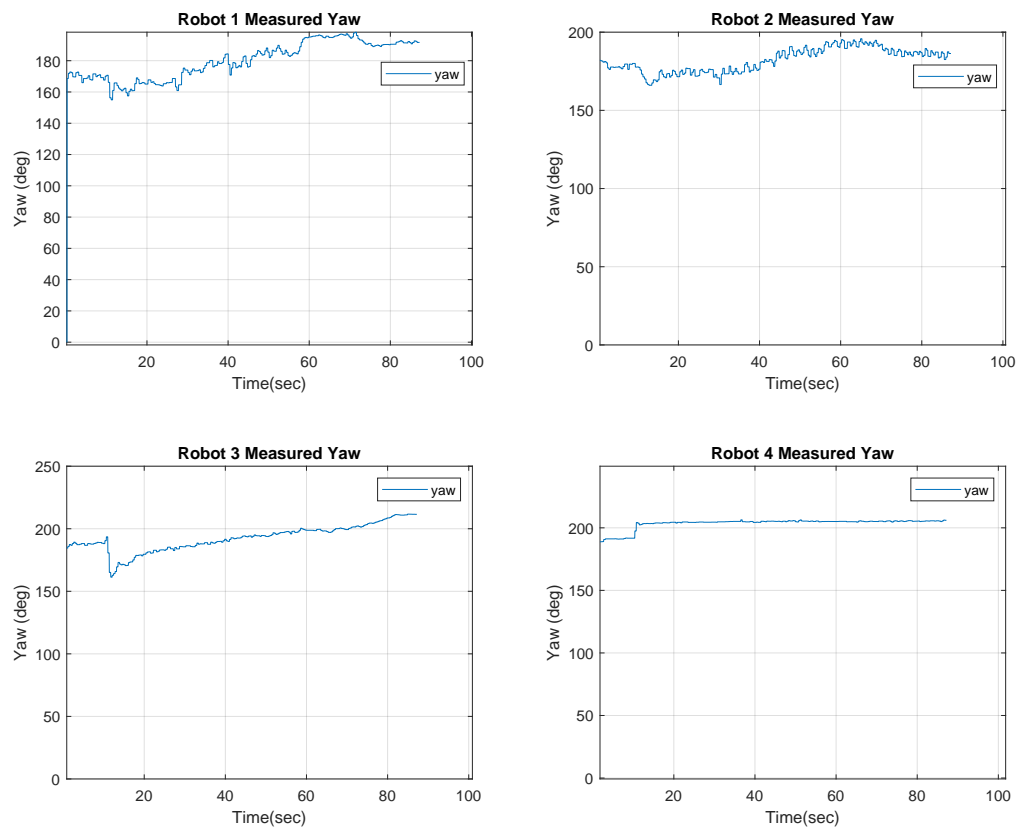 Robot 1 Measured Yaw
180
160
140
120
100
80
60
40
20
0
Yaw (deg)
yaw
20
40
60
80
100
Time(sec)
Robot 2 Measured Yaw
200
150
100
50
0
Yaw (deg)
yaw
20
40
60
80
100
Time(sec)
Robot 3 Measured Yaw
250
200
150
100
50
0
Yaw (deg)
yaw
20
40
60
80
100
Time(sec)
Robot 4 Measured Yaw
200
150
100
50
0
Yaw (deg)
yaw
20
40
60
80
100
Time(sec)